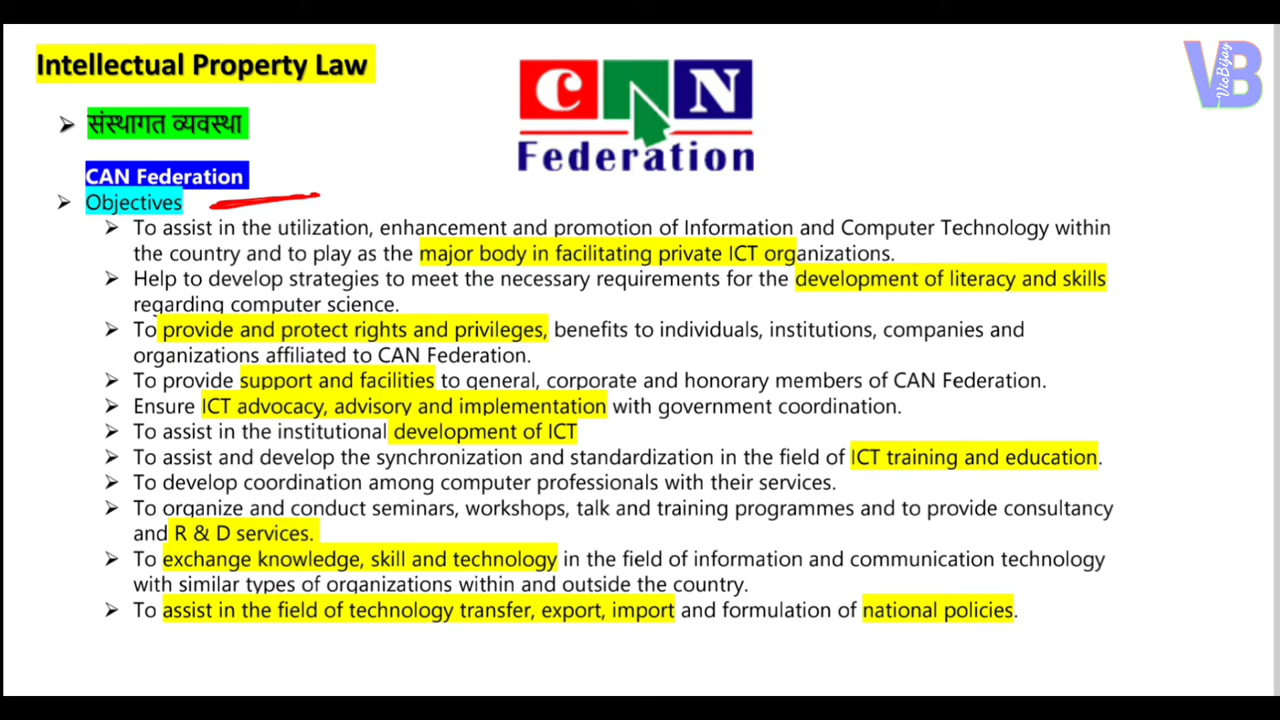 Intellectual Property Law
CAN
Federation
VB
VicBijay
➢ संस्थागत व्यवस्था
CAN Federation
➢ Objectives
➢ To assist in the utilization, enhancement and promotion of Information and Computer Technology within
the country and to play as the major body in facilitating private ICT organizations.
➢ Help to develop strategies to meet the necessary requirements for the development of literacy and skills
regarding computer science.
➢ To provide and protect rights and privileges, benefits to individuals, institutions, companies and
organizations affiliated to CAN Federation.
➢ To provide support and facilities to general, corporate and honorary members of CAN Federation.
➢ Ensure ICT advocacy, advisory and implementation with government coordination.
➢ To assist in the institutional development of ICT
➢ To assist and develop the synchronization and standardization in the field of ICT training and education.
➢ To develop coordination among computer professionals with their services.
➢ To organize and conduct seminars, workshops, talk and training programmes and to provide consultancy
and R & D services.
➢ To exchange knowledge, skill and technology in the field of information and communication technology
with similar types of organizations within and outside the country.
➢ To assist in the field of technology transfer, export, import and formulation of national policies.